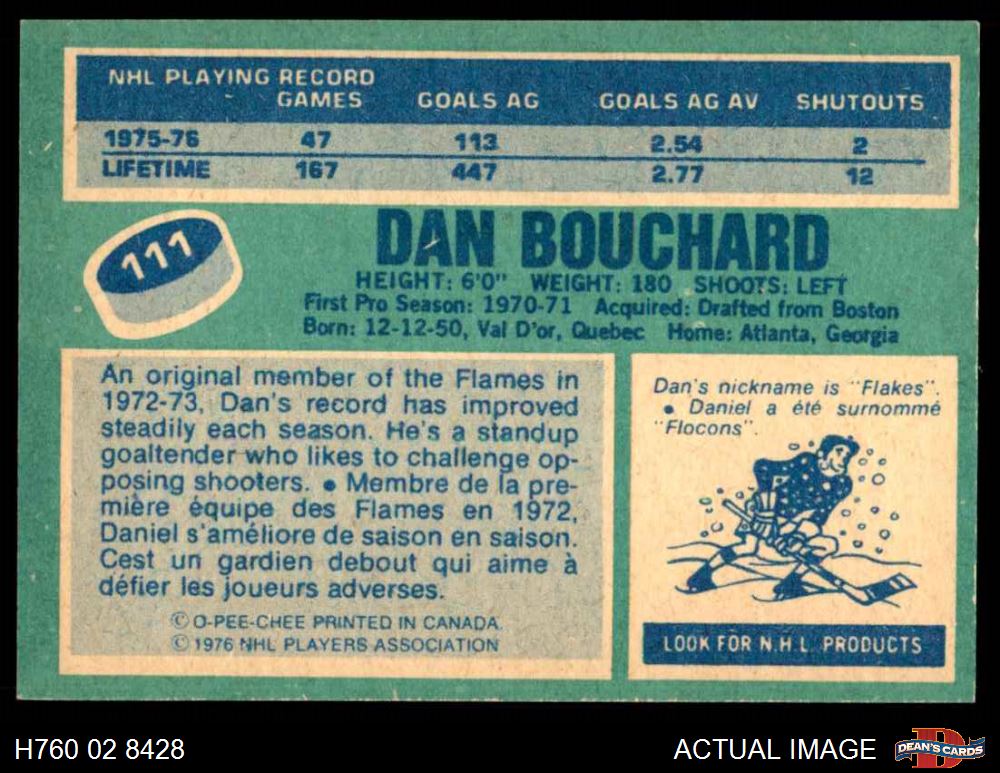 NHL PLAYING RECORD
GAMES GOALS AG GOALS AG AV SHUTOUTS
1975-76 47 113 2.54 2
LIFETIME 167 447 2.77 12
111
DAN BOUCHARD
HEIGHT: 6'0" WEIGHT: 180 SHOOTS: LEFT
First Pro Season: 1970-71 Acquired: Drafted from Boston
Born: 12-12-50, Val D'or, Quebec Home: Atlanta, Georgia
An original member of the Flames in
1972-73, Dan's record has improved
steadily each season. He's a standup
goaltender who likes to challenge op-
posing shooters. ● Membre de la pre-
mière équipe des Flames en 1972,
Daniel s'améliore de saison en saison.
Cest un gardien debout qui aime à
défier les joueurs adverses.
© O-PEE-CHEE PRINTED IN CANADA.
© 1976 NHL PLAYERS ASSOCIATION
Dan's nickname is "Flakes".
● Daniel a été surnommé
"Flocons".
LOOK FOR N.H.L. PRODUCTS
H760 02 8428
ACTUAL IMAGE
DEAN'S CARDS